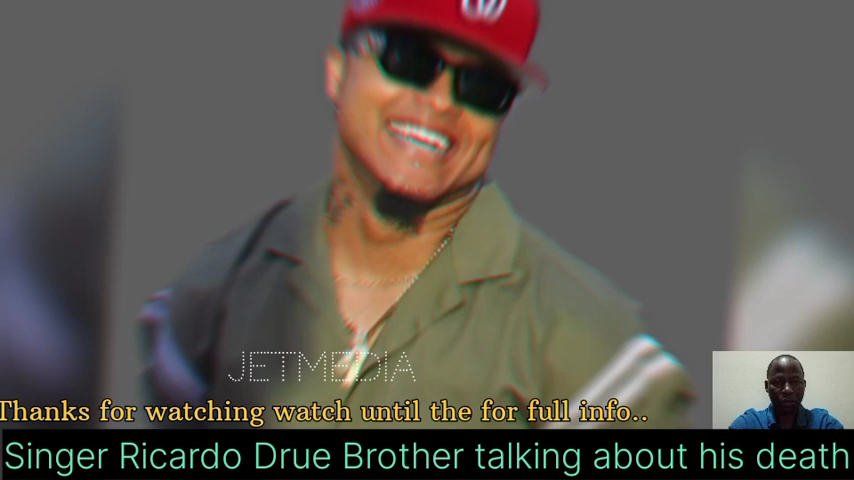 W
JETMEDIA
Thanks for watching watch until the for full info..
Singer Ricardo Drue Brother talking about his death